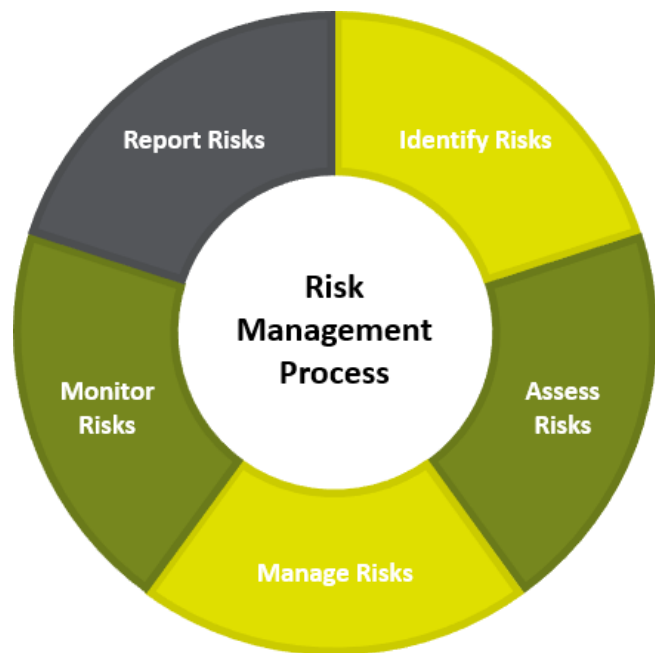 Risk
Management
Process
Identify Risks
Assess
Risks
Manage Risks
Monitor
Risks
Report Risks